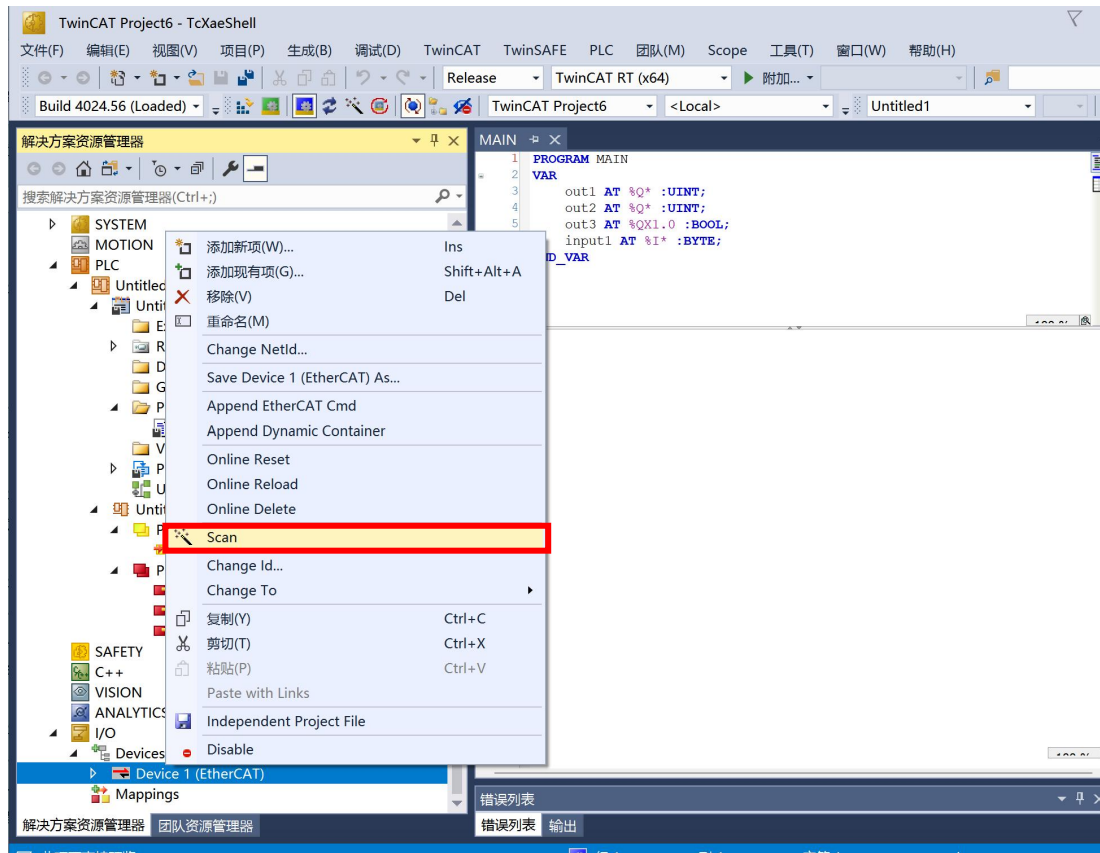 TwinCAT Project6 - TcXaeShell
文件(F) 编辑(E) 视图(V) 项目(P) 生成(B) 调试(D) TwinCAT TwinSAFE PLC 团队(M) Scope 工具(T) 窗口(W) 帮助(H)
Release TwinCAT RT (x64) 附加...
Build 4024.56 (Loaded) TwinCAT Project6 <Local> Untitled1
解决方案资源管理器
搜索解决方案资源管理器(Ctrl+;)
SYSTEM
MOTION
PLC
Untitled
Untit
E
R
D
G
P
V
P
U
Untit
P
P
SAFETY
C++
VISION
ANALYTICS
I/O
Devices
Device 1 (EtherCAT)
Mappings
解决方案资源管理器 团队资源管理器
添加新项(W)... Ins
添加现有项(G)... Shift+Alt+A
移除(V) Del
重命名(M)
Change NetId...
Save Device 1 (EtherCAT) As...
Append EtherCAT Cmd
Append Dynamic Container
Online Reset
Online Reload
Online Delete
Scan
Change Id...
Change To
复制(Y) Ctrl+C
剪切(T) Ctrl+X
粘贴(P) Ctrl+V
Paste with Links
Independent Project File
Disable
MAIN
1 PROGRAM MAIN
2 VAR
3 out1 AT %Q* :UINT;
4 out2 AT %Q* :UINT;
5 out3 AT %QX1.0 :BOOL;
input1 AT %I* :BYTE;
D_VAR
错误列表
错误列表 输出